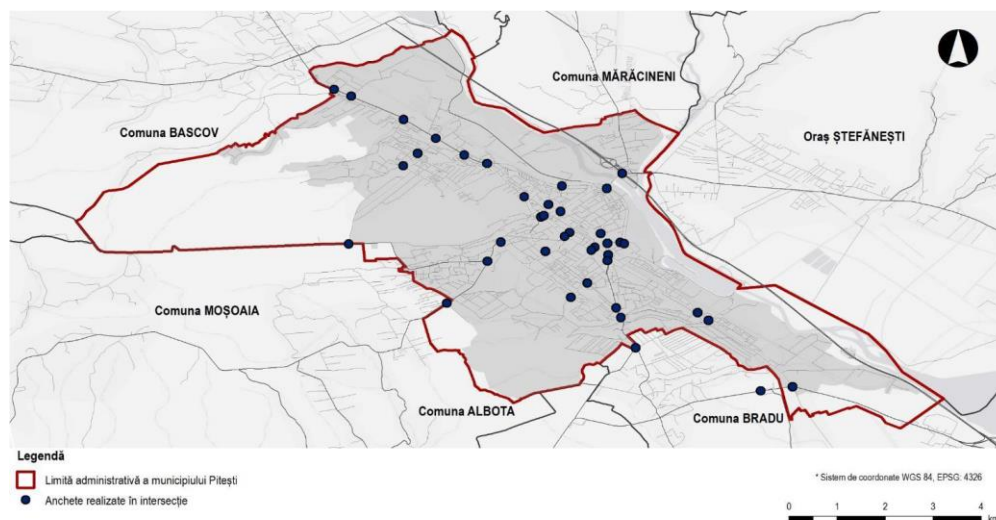 Comuna MĂRĂCINENI
Comuna BASCOV
Oraș ȘTEFĂNEȘTI
Comuna MOȘOAIA
Comuna ALBOTA
Comuna BRADU
Legendă
Limită administrativă a municipiului Pitești
Anchete realizate în intersecție
* Sistem de coordonate WGS 84, EPSG: 4326
0 1 2 3 4